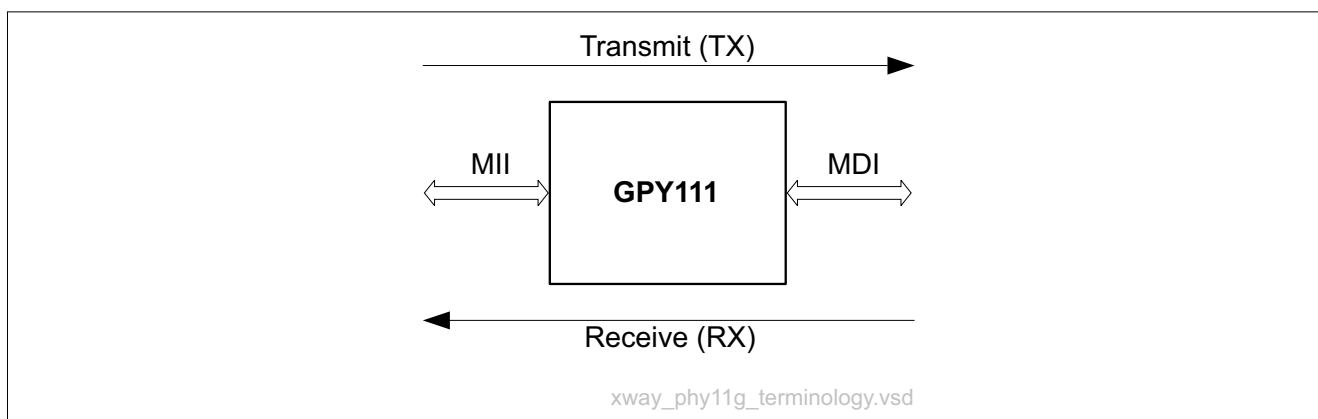 Transmit (TX)
MII
MDI
GPY111
Receive (RX)
xway_phy11g_terminology.vsd